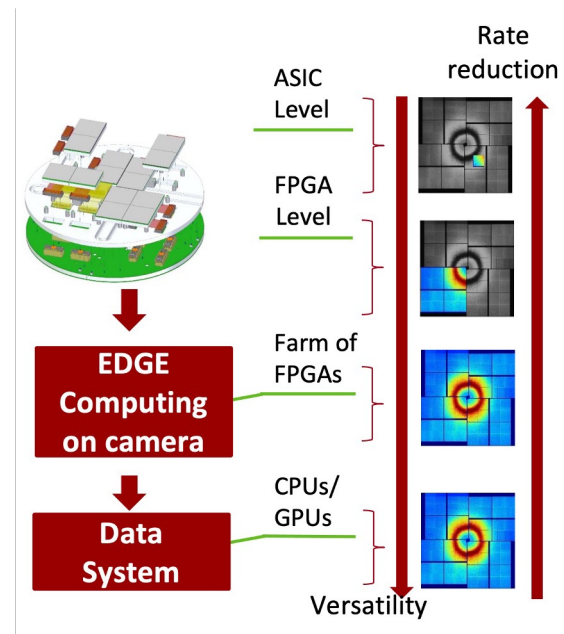 Rate
reduction
ASIC
Level
FPGA
Level
EDGE
Computing
on camera
Farm of
FPGAs
Data
System
CPUs/
GPUs
Versatility